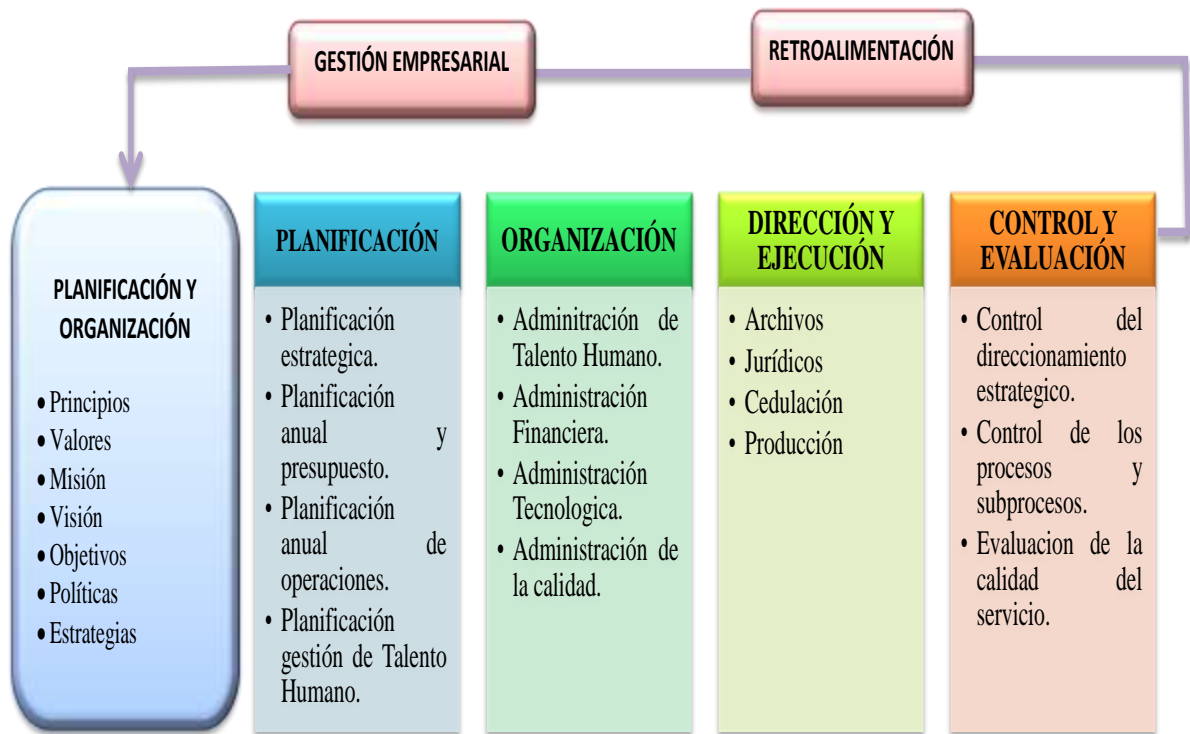 GESTIÓN EMPRESARIAL
RETROALIMENTACIÓN
PLANIFICACIÓN Y
ORGANIZACIÓN
• Principios
• Valores
• Misión
• Visión
• Objetivos
• Políticas
• Estrategias
PLANIFICACIÓN
• Planificación
estrategica.
• Planificación
anual y
presupuesto.
• Planificación
anual de
operaciones.
• Planificación
gestión de Talento
Humano.
ORGANIZACIÓN
• Adminitración de
Talento Humano.
• Administración
Financiera.
• Administración
Tecnologica.
• Administración de
la calidad.
DIRECCIÓN Y
EJECUCIÓN
• Archivos
• Jurídicos
• Cedulación
• Producción
CONTROL Y
EVALUACIÓN
• Control del
direccionamiento
estrategico.
• Control de los
procesos y
subprocesos.
• Evaluacion de la
calidad del
servicio.